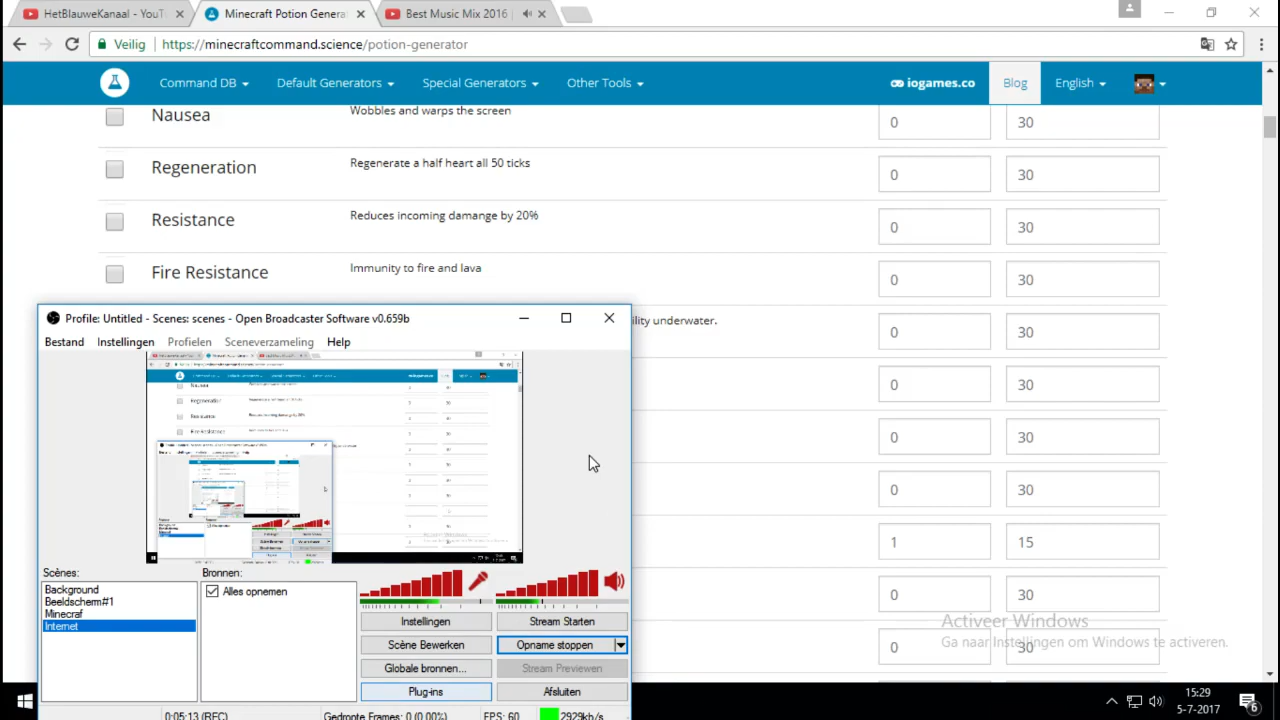 HetBlauweKanaal - YouT
Minecraft Potion Genera
Best Music Mix 2016
Veilig
https://minecraftcommand.science/potion-generator
Command DB
Default Generators
Special Generators
Other Tools
iogames.co
Blog
English
Nausea
Wobbles and warps the screen
0
30
Regeneration
Regenerate a half heart all 50 ticks
0
30
Resistance
Reduces incoming damange by 20%
0
30
Fire Resistance
Immunity to fire and lava
0
30
ility underwater.
0
30
0
30
0
30
0
30
1
15
0
30
0
30
Profile: Untitled - Scenes: scenes - Open Broadcaster Software v0.659b
Bestand
Instellingen
Profielen
Sceneverzameling
Help
Scènes:
Background
Beeldscherm#1
Minecraf
Internet
Bronnen:
Alles opnemen
Instellingen
Stream Starten
Scène Bewerken
Opname stoppen
Globale bronnen...
Stream Previewen
Plug-ins
Afsluiten
0:05:13 (REC)
Gedropte Frames: 0 (0,00%)
FPS: 60
2929kb/s
Activeer Windows
Ga naar Instellingen om Windows te activeren.
15:29
5-7-2017
6